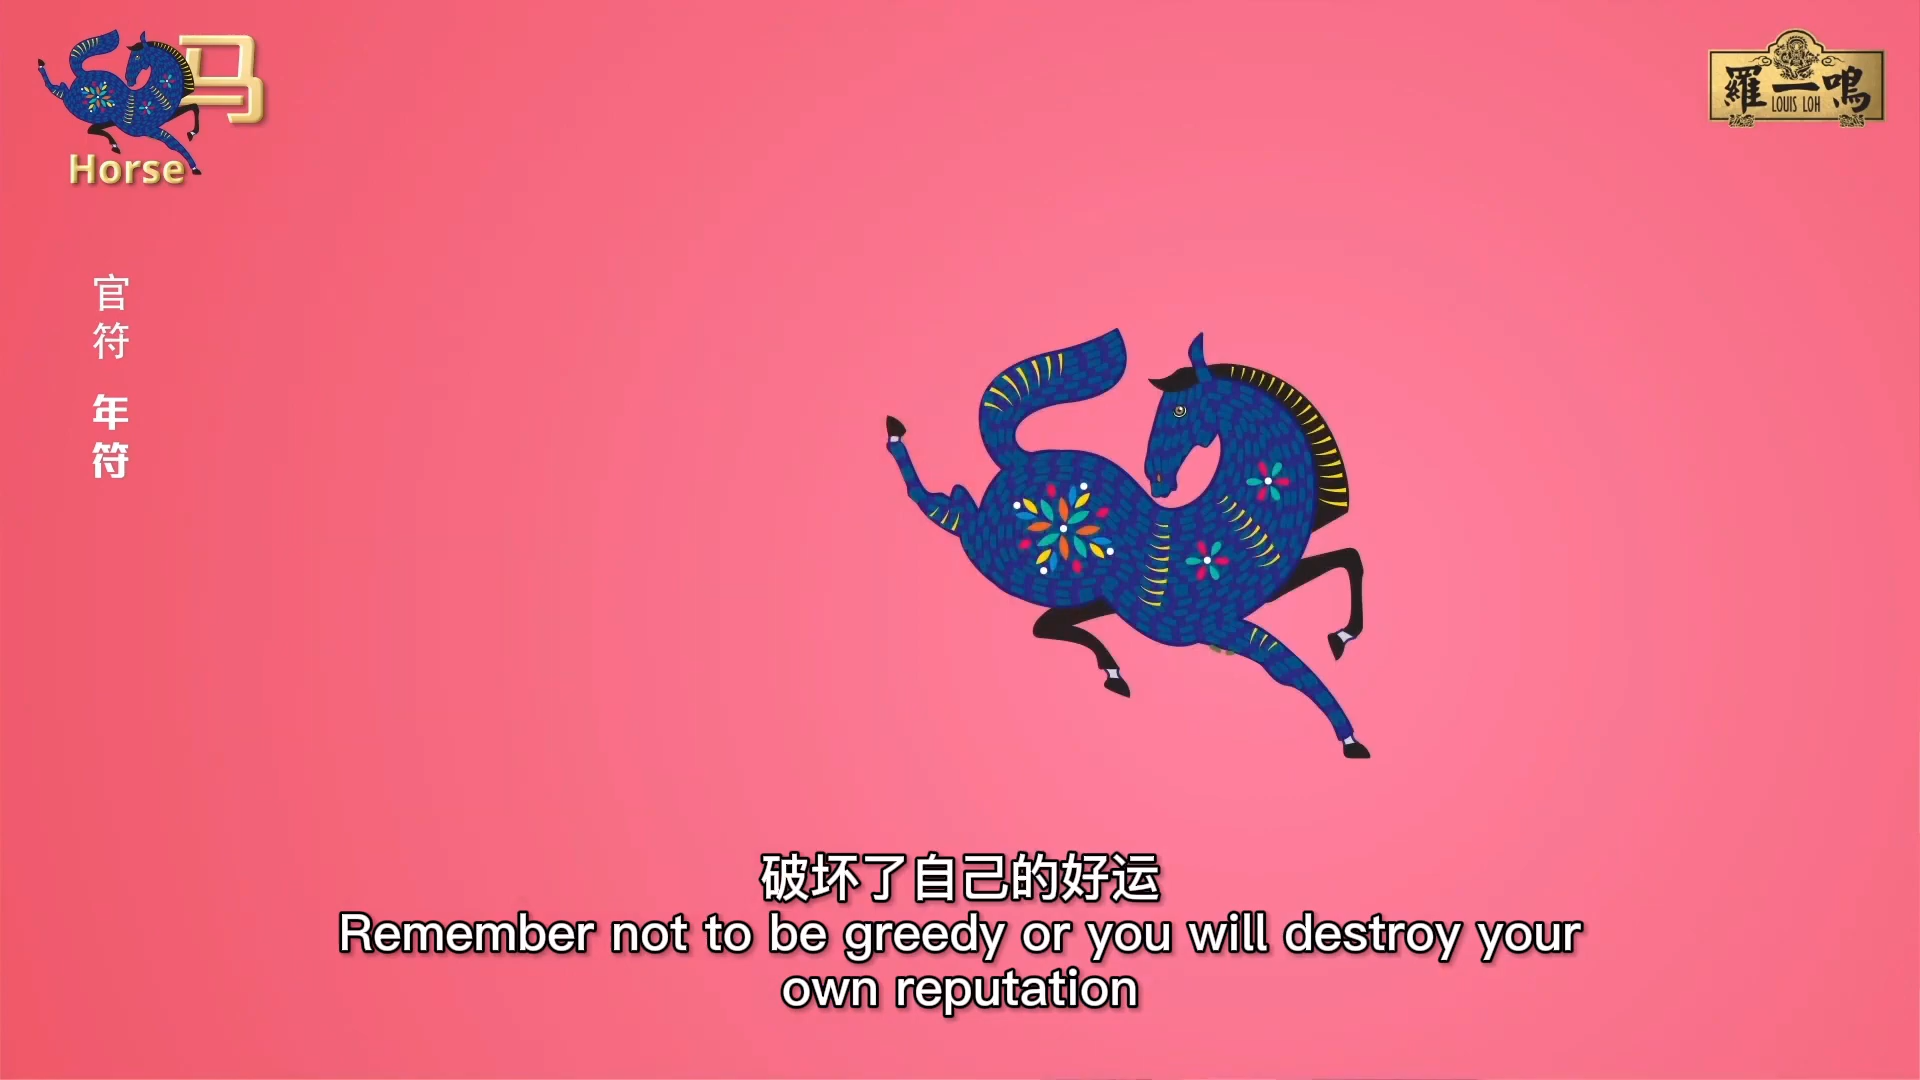 马
Horse
羅一鳴
LOUIS LOH
官符 年符
破坏了自己的好运
Remember not to be greedy or you will destroy your
own reputation